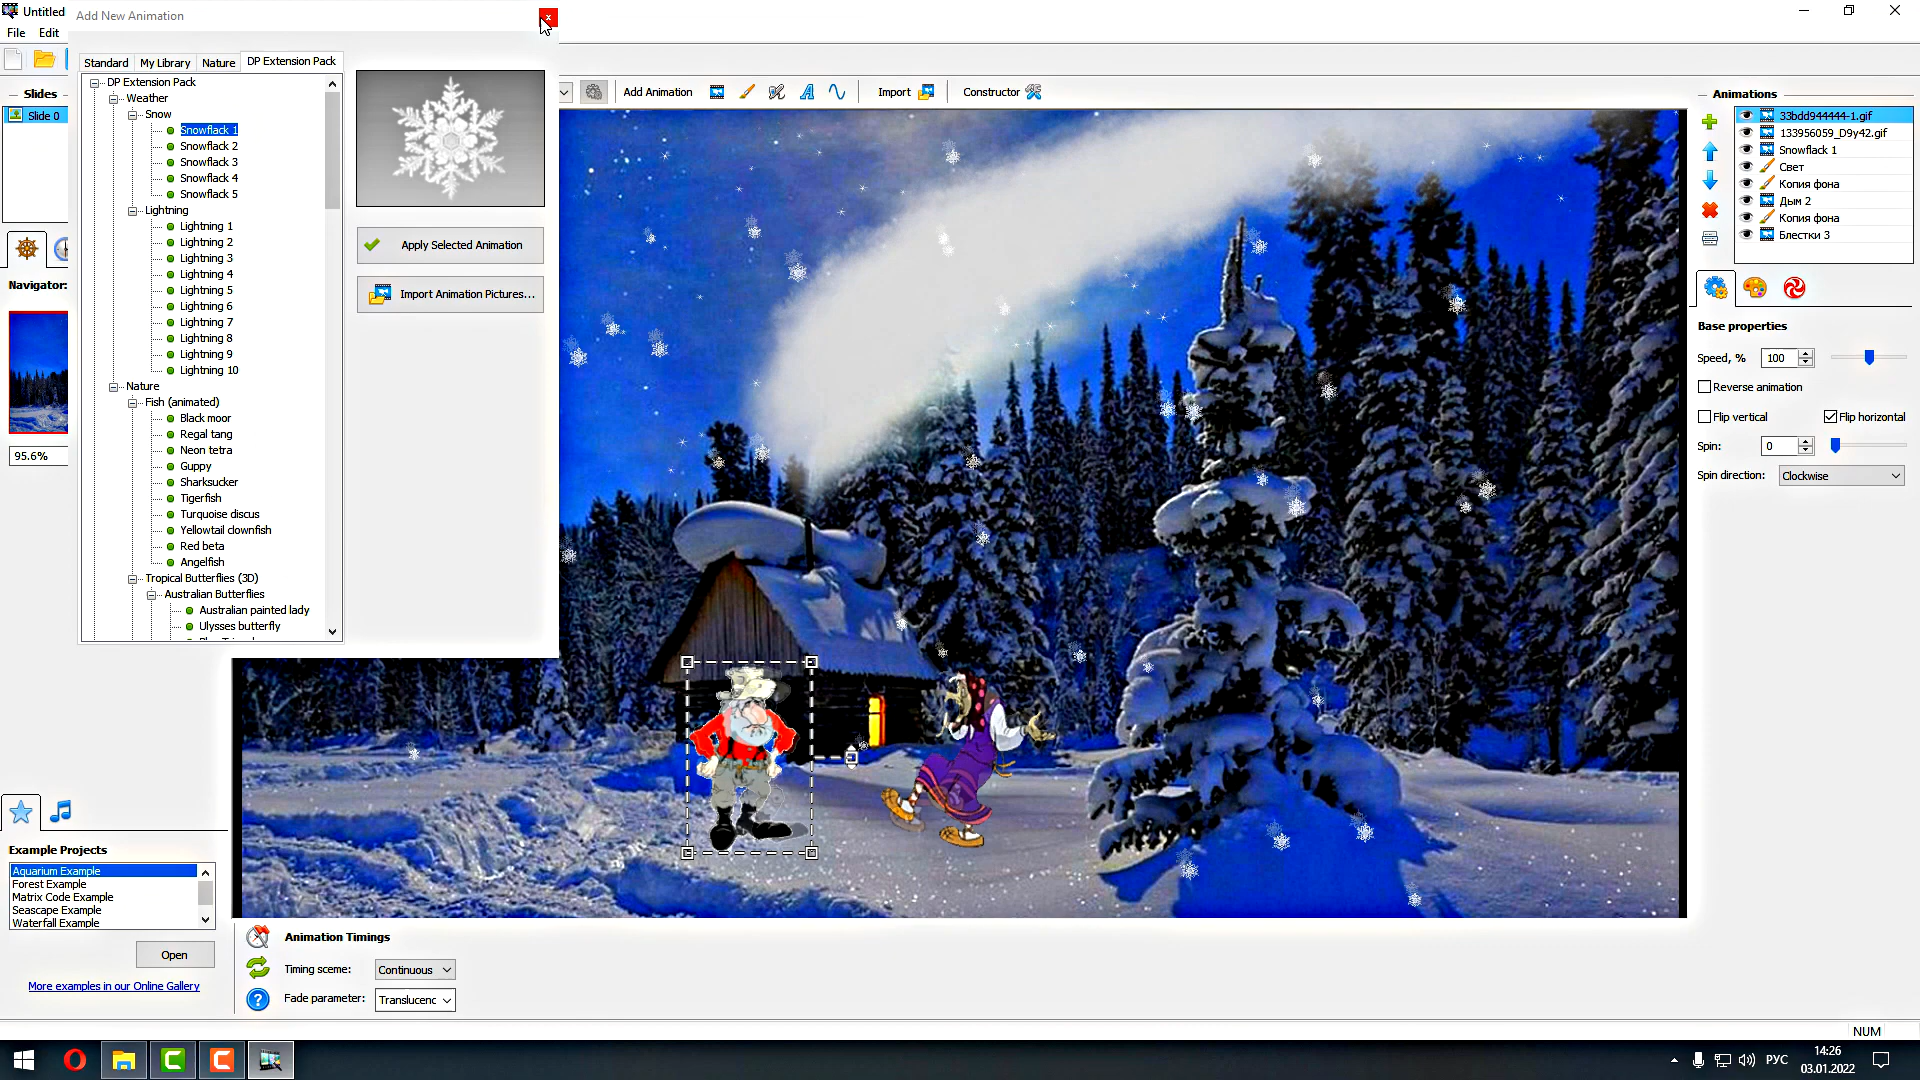 Untitled
Add New Animation
x
File Edit
Standard My Library Nature DP Extension Pack
DP Extension Pack
Weather
Snow
Snowflack 1
Snowflack 2
Snowflack 3
Snowflack 4
Snowflack 5
Lightning
Lightning 1
Lightning 2
Lightning 3
Lightning 4
Lightning 5
Lightning 6
Lightning 7
Lightning 8
Lightning 9
Lightning 10
Nature
Fish (animated)
Black moor
Regal tang
Neon tetra
Guppy
Sharksucker
Tigerfish
Turquoise discus
Yellowtail clownfish
Red beta
Angelfish
Tropical Butterflies (3D)
Australian Butterflies
Australian painted lady
Ulysses butterfly
Apply Selected Animation
Import Animation Pictures...
Slides
Slide 0
Navigator:
95.6%
Add Animation
Import
Constructor
Animations
33bdd944444-1.gif
133956059_D9y42.gif
Snowflack 1
Свет
Копия фона
Дым 2
Копия фона
Блестки 3
Base properties
Speed, % 100
Reverse animation
Flip vertical Flip horizontal
Spin: 0
Spin direction: Clockwise
Example Projects
Aquarium Example
Forest Example
Matrix Code Example
Seascape Example
Waterfall Example
Open
More examples in our Online Gallery
Animation Timings
Timing sceme: Continuous
Fade parameter: Translucenc
NUM
РУС
14:26
03.01.2022